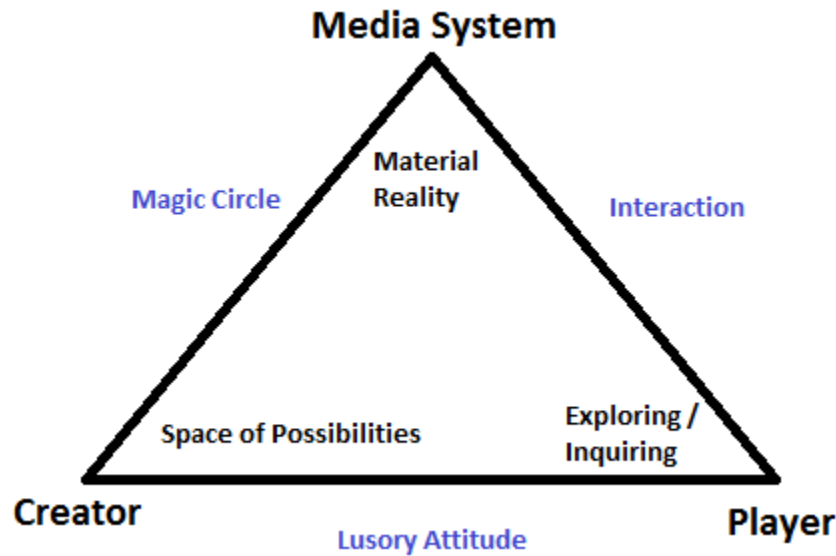 Media System
Material
Reality
Magic Circle
Interaction
Exploring /
Inquiring
Space of Possibilities
Creator
Player
Lusory Attitude